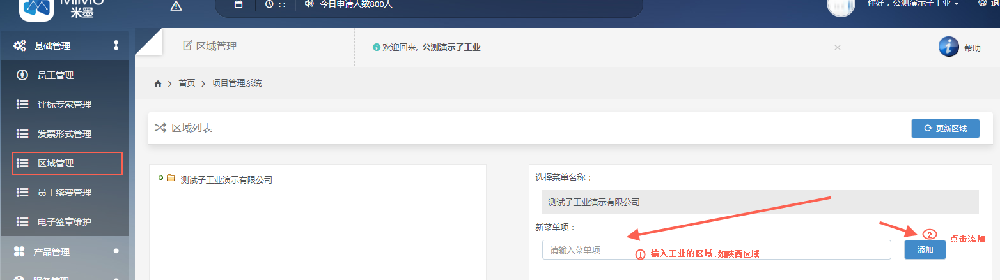 MIMO
米墨
: :
今日申请人数800人
你好，公测演示子工业
退
基础管理
员工管理
评标专家管理
发票形式管理
区域管理
员工续费管理
电子签章维护
产品管理
服务管理
区域管理
欢迎回来, 公测演示子工业
×
帮助
首页 > 项目管理系统
区域列表
更新区域
测试子工业演示有限公司
选择菜单名称：
测试子工业演示有限公司
新菜单项：
请输入菜单项
① 输入工业的区域:如陕西区域
②
点击添加
添加